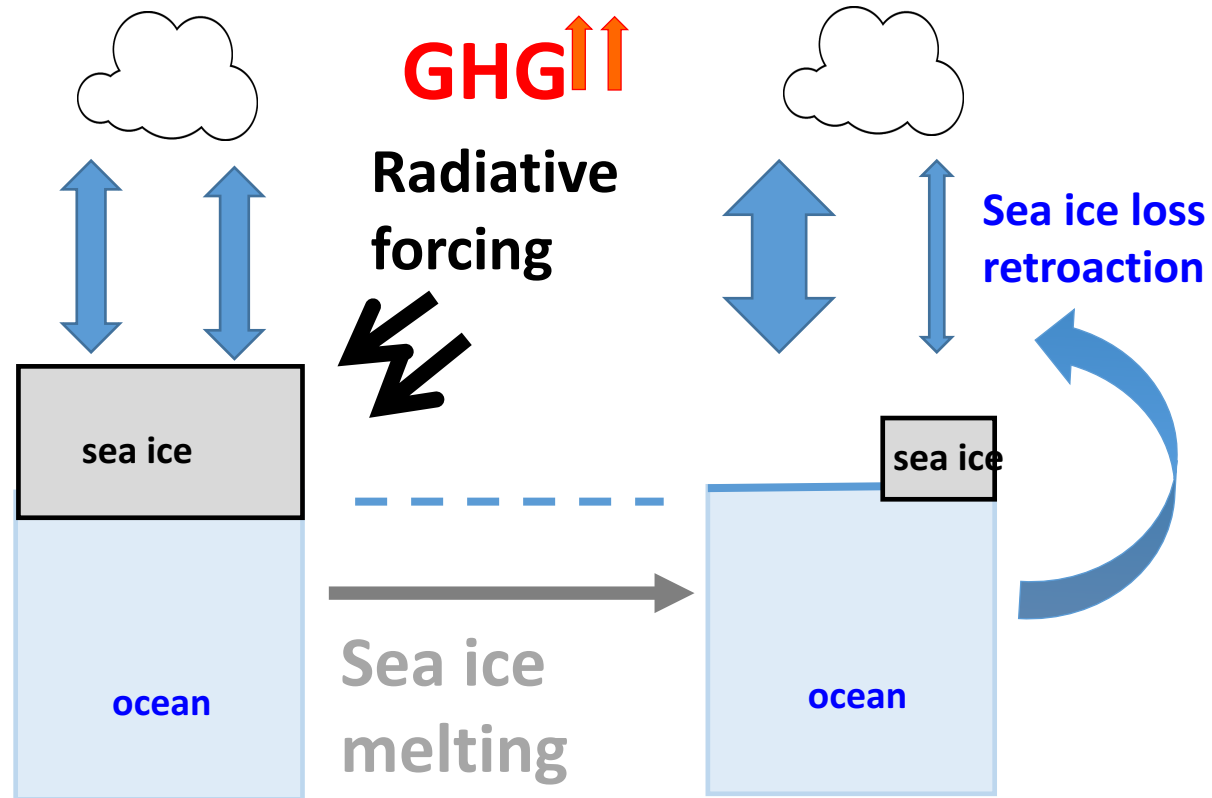 GHG
Radiative
forcing
Sea ice loss
retroaction
sea ice
sea ice
Sea ice
melting
ocean
ocean